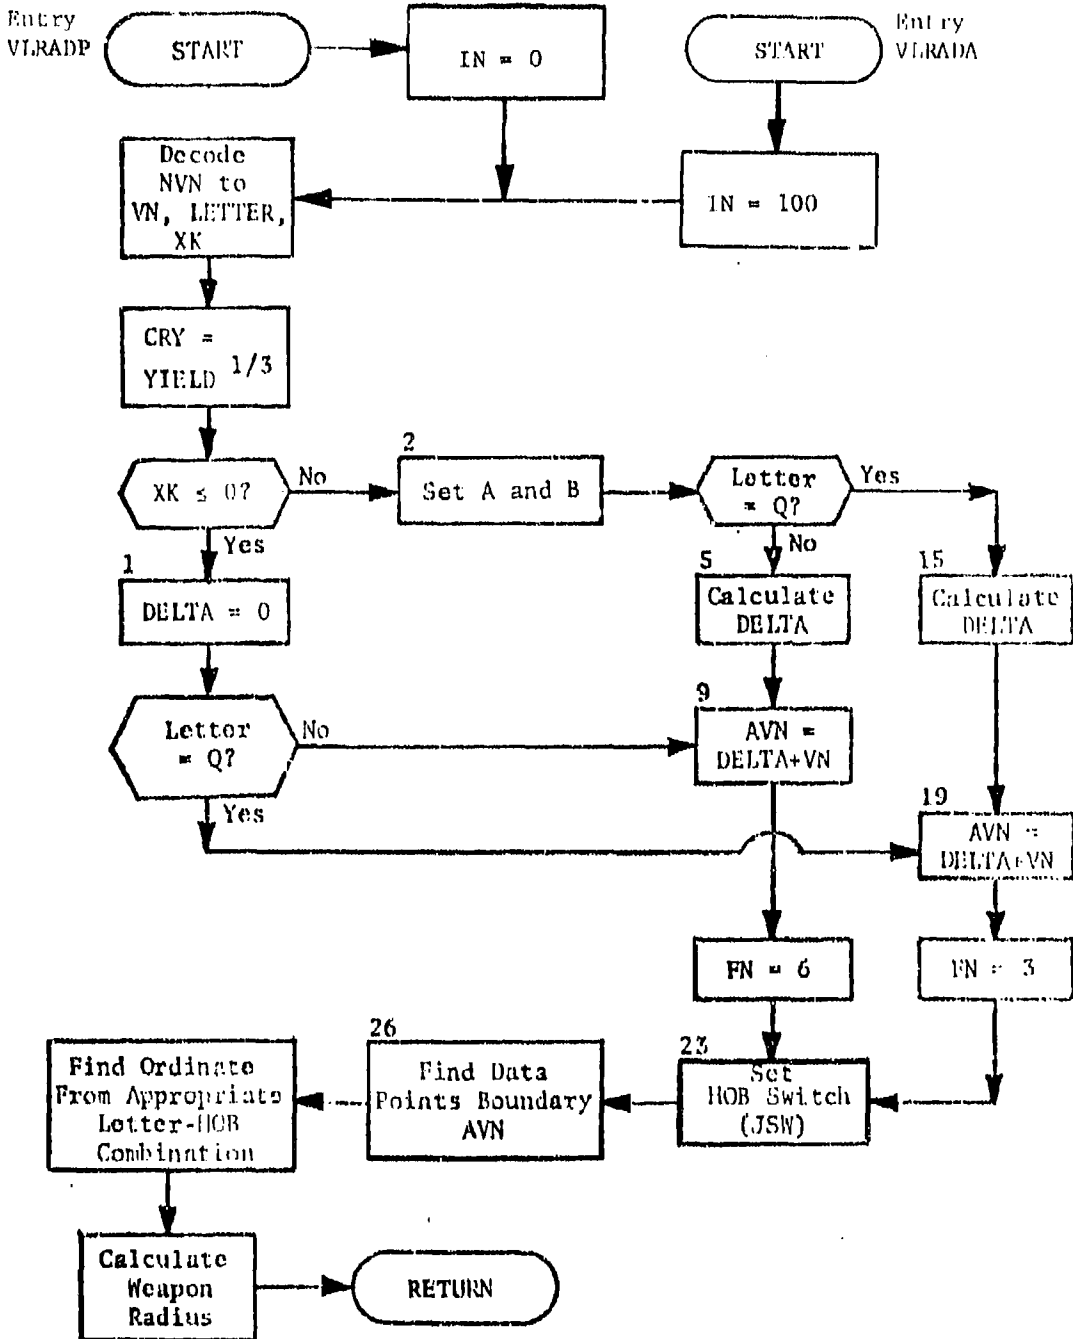 Entry
VLRADP
START
IN = 0
Entry
VLRADA
START
IN = 100
Decode
NVN to
VN, LETTER,
XK
CRY =
YIELD 1/3
XK ≤ 0?
No
Yes
2
Set A and B
Letter
= Q?
Yes
No
1
DELTA = 0
5
Calculate
DELTA
15
Calculate
DELTA
Letter
= Q?
No
Yes
9
AVN =
DELTA+VN
19
AVN =
DELTA+VN
FN = 6
FN = 3
23
Set
HOB Switch
(JSW)
26
Find Data
Points Boundary
AVN
Find Ordinate
From Appropriate
Letter-HOB
Combination
Calculate
Weapon
Radius
RETURN